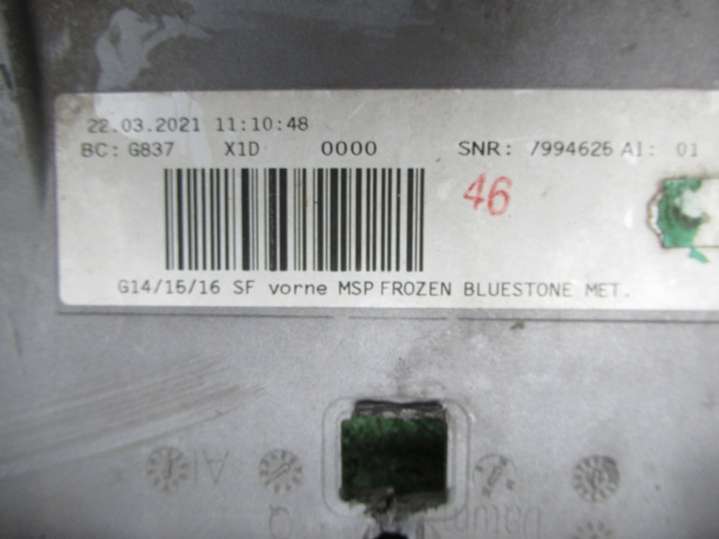 22.03.2021 11:10:48
BC: G837 X1D 0000 SNR: 7994626 AI: 01
46
G14/15/16 SF vorne MSP FROZEN BLUESTONE MET.